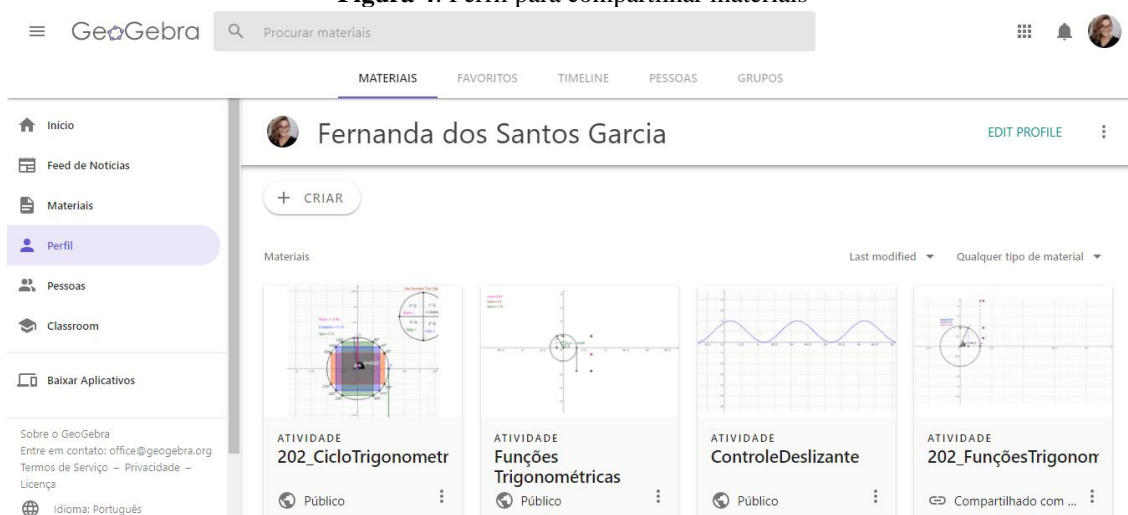 Figura 4. Perfil para compartilhar materiais
GeoGebra
Procurar materiais
MATERIAIS FAVORITOS TIMELINE PESSOAS GRUPOS
Início
Feed de Notícias
Materiais
Perfil
Pessoas
Classroom
Baixar Aplicativos
Sobre o GeoGebra
Entre em contato: office@geogebra.org
Termos de Serviço – Privacidade –
Licença
Idioma: Português
Fernanda dos Santos Garcia
EDIT PROFILE
+ CRIAR
Materiais
Last modified
Qualquer tipo de material
ATIVIDADE
202_CicloTrigonometr
Público
ATIVIDADE
Funções
Trigonométricas
Público
ATIVIDADE
ControleDeslizante
Público
ATIVIDADE
202_FunçõesTrigonom
Compartilhado com ...